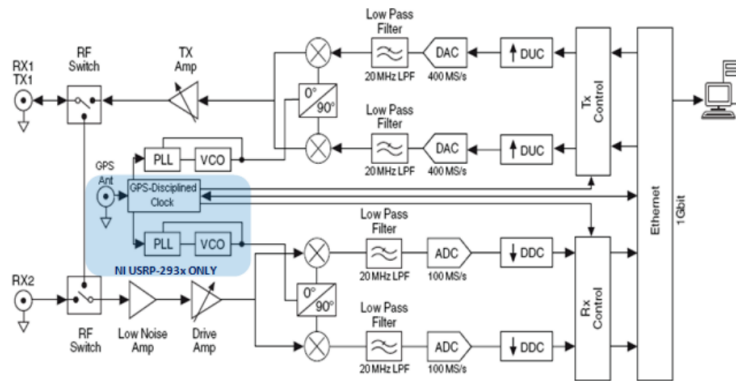 Low Pass
Filter
20 MHz LPF
DAC
400 MS/s
DUC
RX1
TX1
RF
Switch
TX
Amp
0°
90°
Tx
Control
Ethernet
1Gbit
Low Pass
Filter
20 MHz LPF
DAC
400 MS/s
DUC
PLL
VCO
GPS
Ant
GPS-Disciplined
Clock
PLL
VCO
NI USRP-293x ONLY
Low Pass
Filter
20 MHz LPF
ADC
100 MS/s
DDC
RX2
RF
Switch
Low Noise
Amp
Drive
Amp
0°
90°
Rx
Control
Low Pass
Filter
20 MHz LPF
ADC
100 MS/s
DDC